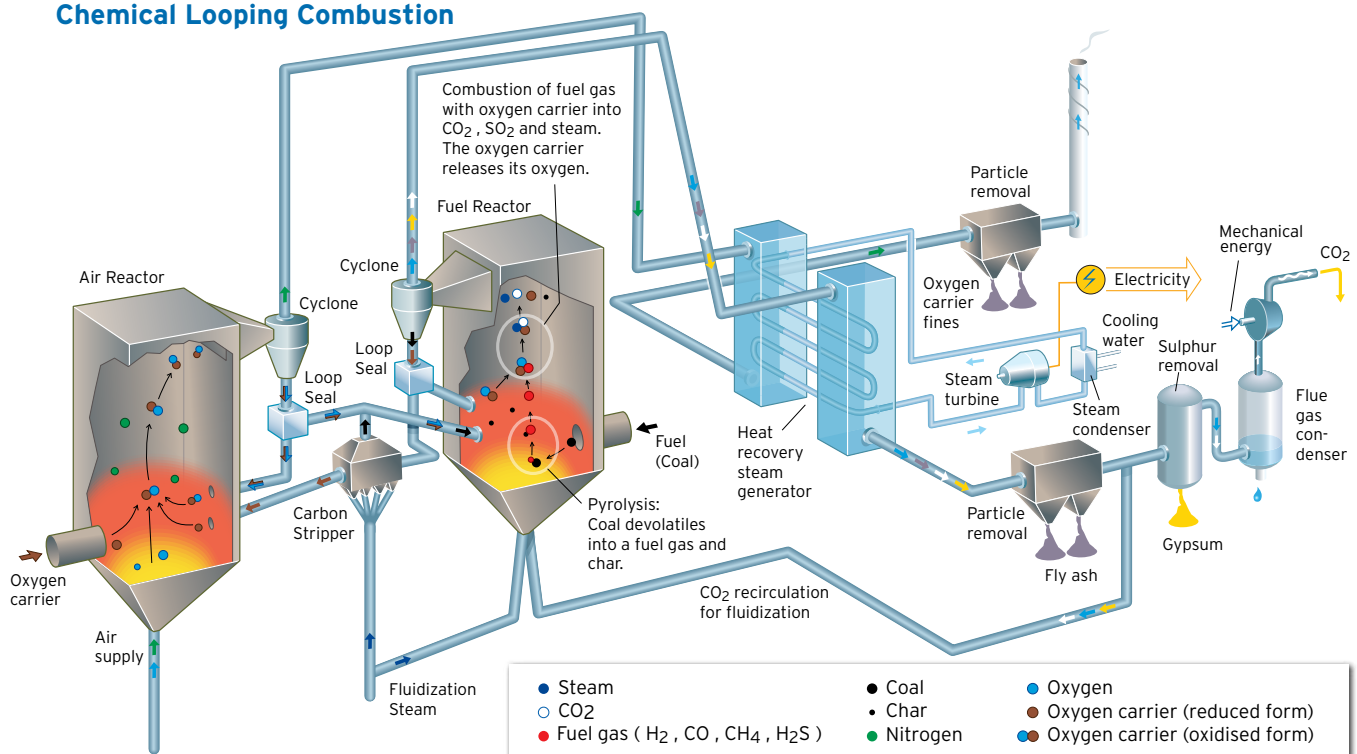 Chemical Looping Combustion
Combustion of fuel gas
with oxygen carrier into
CO2 , SO2 and steam.
The oxygen carrier
releases its oxygen.
Fuel Reactor
Air Reactor
Cyclone
Cyclone
Loop
Seal
Loop
Seal
Particle
removal
Oxygen
carrier
fines
Mechanical
energy
CO2
Electricity
Cooling
water
Sulphur
removal
Steam
turbine
Steam
condenser
Flue
gas
con-
denser
Fuel
(Coal)
Heat
recovery
steam
generator
Carbon
Stripper
Pyrolysis:
Coal devolatiles
into a fuel gas and
char.
Particle
removal
Gypsum
Fly ash
Oxygen
carrier
CO2 recirculation
for fluidization
Air
supply
Fluidization
Steam
Steam
CO2
Fuel gas ( H2 , CO , CH4 , H2S )
Coal
Char
Nitrogen
Oxygen
Oxygen carrier (reduced form)
Oxygen carrier (oxidised form)